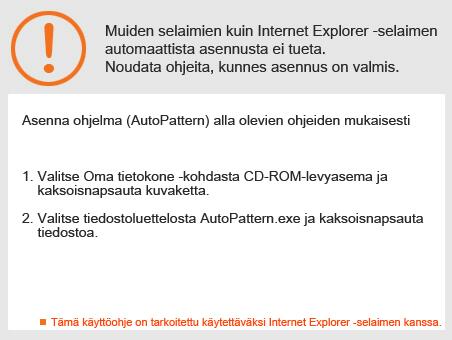 Muiden selaimien kuin Internet Explorer -selaimen
automaattista asennusta ei tueta.
Noudata ohjeita, kunnes asennus on valmis.
Asenna ohjelma (AutoPattern) alla olevien ohjeiden mukaisesti
1. Valitse Oma tietokone -kohdasta CD-ROM-levyasema ja
kaksoisnapsauta kuvaketta.
2. Valitse tiedostoluettelosta AutoPattern.exe ja kaksoisnapsauta
tiedostoa.
Tämä käyttöohje on tarkoitettu käytettäväksi Internet Explorer -selaimen kanssa.